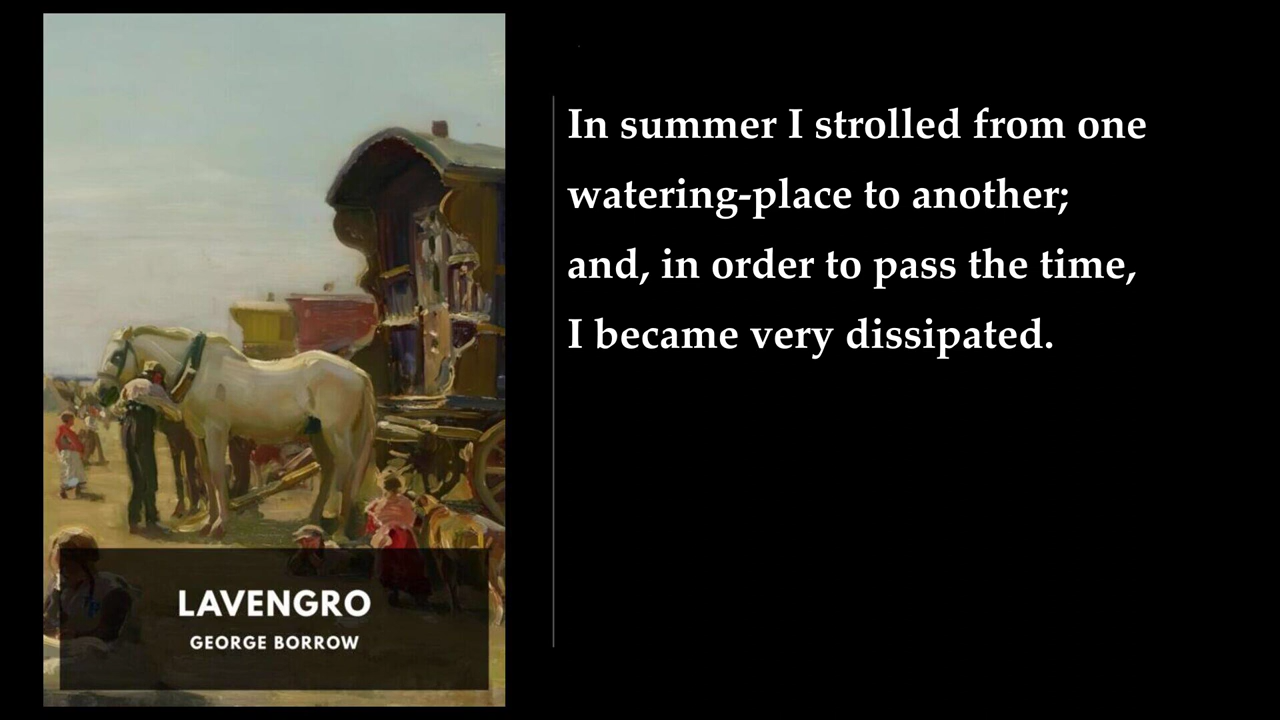 In summer I strolled from one
watering-place to another;
and, in order to pass the time,
I became very dissipated.
LAVENGRO
GEORGE BORROW